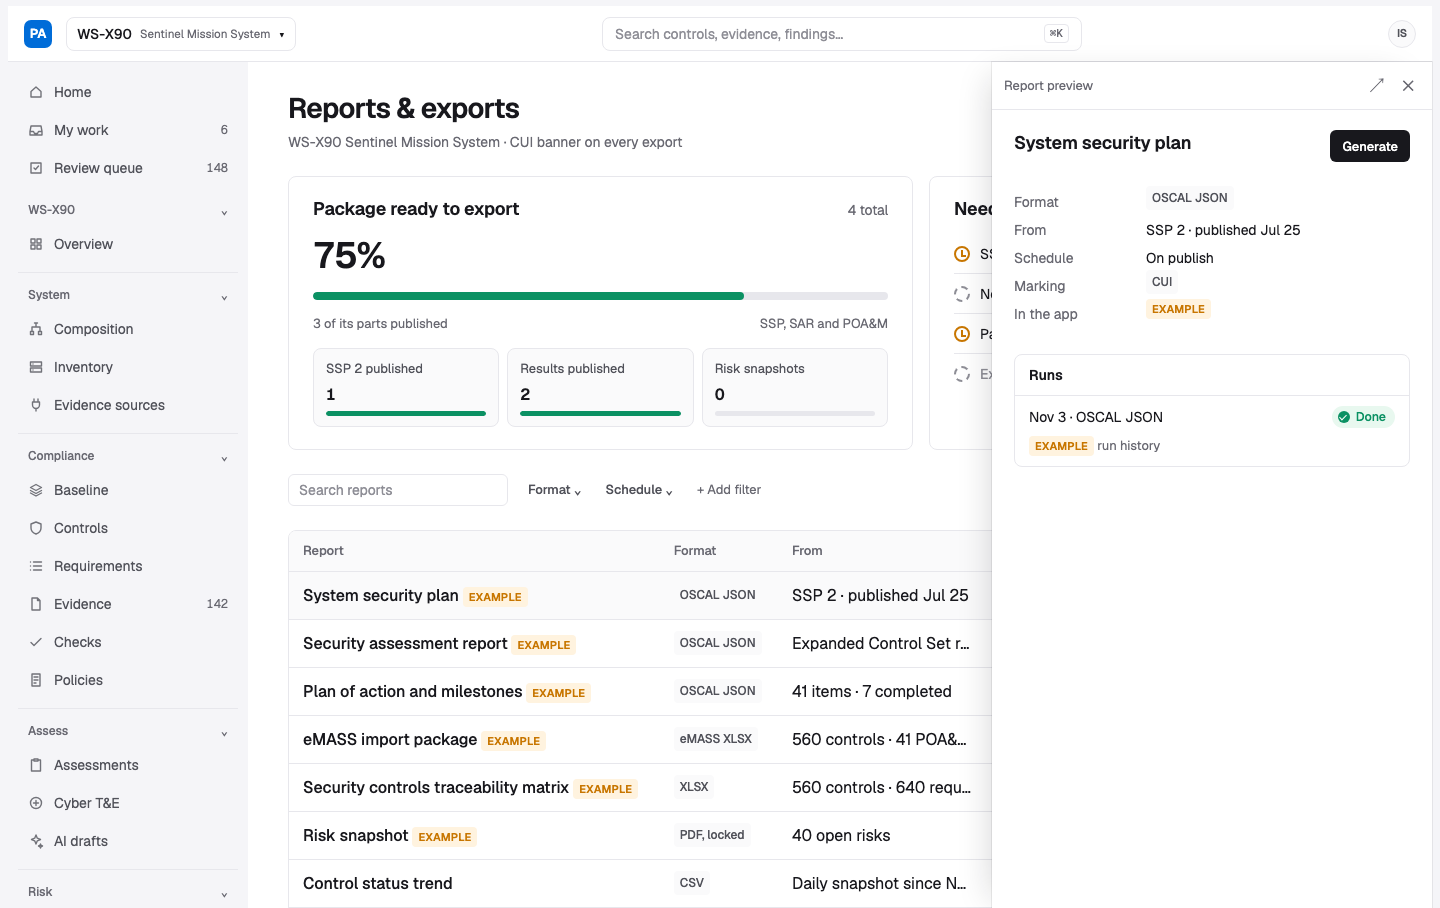 PA
WS-X90 Sentinel Mission System
Search controls, evidence, findings... ⌘K
IS
Home
My work 6
Review queue 148
WS-X90
Overview
System
Composition
Inventory
Evidence sources
Compliance
Baseline
Controls
Requirements
Evidence 142
Checks
Policies
Assess
Assessments
Cyber T&E
AI drafts
Risk
Reports & exports
WS-X90 Sentinel Mission System · CUI banner on every export
Package ready to export 4 total
75%
3 of its parts published SSP, SAR and POA&M
SSP 2 published
1
Results published
2
Risk snapshots
0
Search reports Format Schedule + Add filter
Report Format From
System security plan EXAMPLE OSCAL JSON SSP 2 · published Jul 25
Security assessment report EXAMPLE OSCAL JSON Expanded Control Set r...
Plan of action and milestones EXAMPLE OSCAL JSON 41 items · 7 completed
eMASS import package EXAMPLE eMASS XLSX 560 controls · 41 POA&...
Security controls traceability matrix EXAMPLE XLSX 560 controls · 640 requ...
Risk snapshot EXAMPLE PDF, locked 40 open risks
Control status trend CSV Daily snapshot since N...
Report preview
System security plan Generate
Format OSCAL JSON
From SSP 2 · published Jul 25
Schedule On publish
Marking CUI
In the app EXAMPLE
Runs
Nov 3 · OSCAL JSON Done
EXAMPLE run history